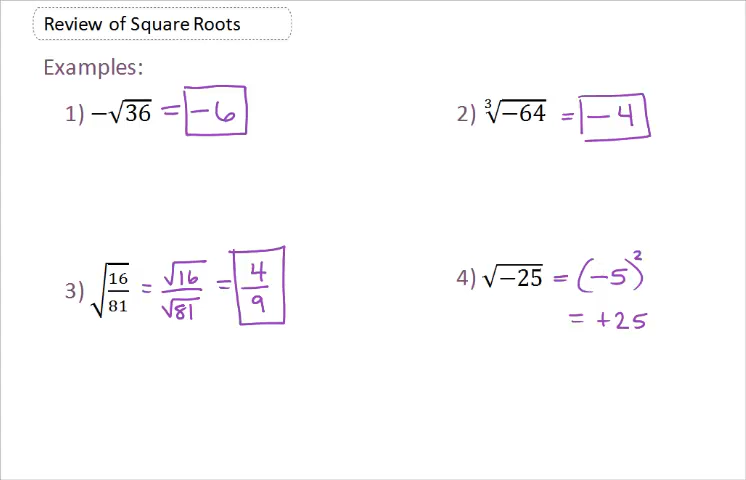 Review of Square Roots
Examples:
1) −√36 = −6
2) ∛−64 = −4
3) √16/81 = √16/√81 = 4/9
4) √−25 = (−5)²
= +25